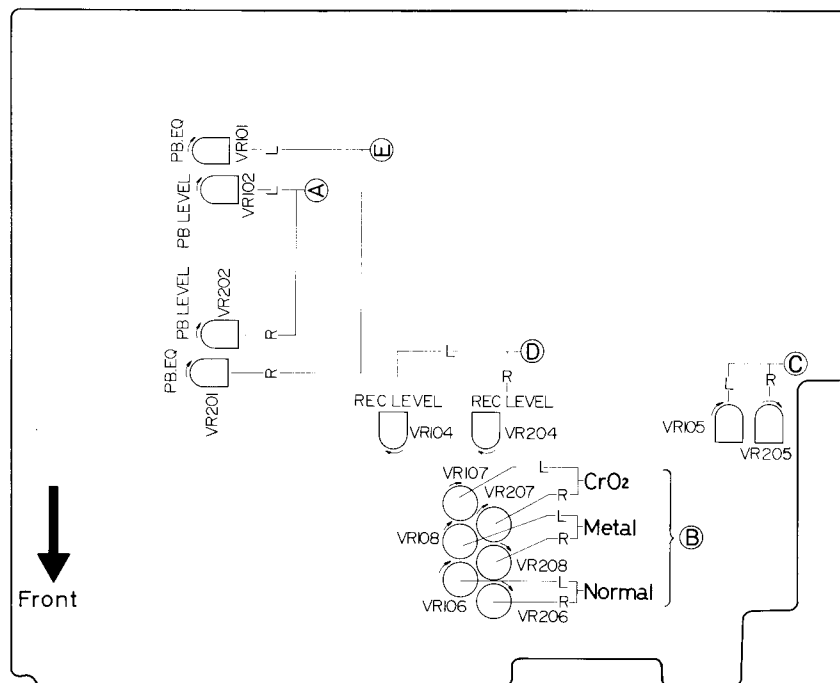 PB.EQ
VR101
L
E
PB LEVEL
VR102
L
A
PB LEVEL
VR202
R
PB.EQ
VR201
R
L
D
R
REC LEVEL
VR104
REC LEVEL
VR204
C
L
R
VR105
VR205
VR107
L
CrO2
VR207
R
VR108
L
Metal
R
VR208
B
VR106
L
Normal
R
VR206
Front